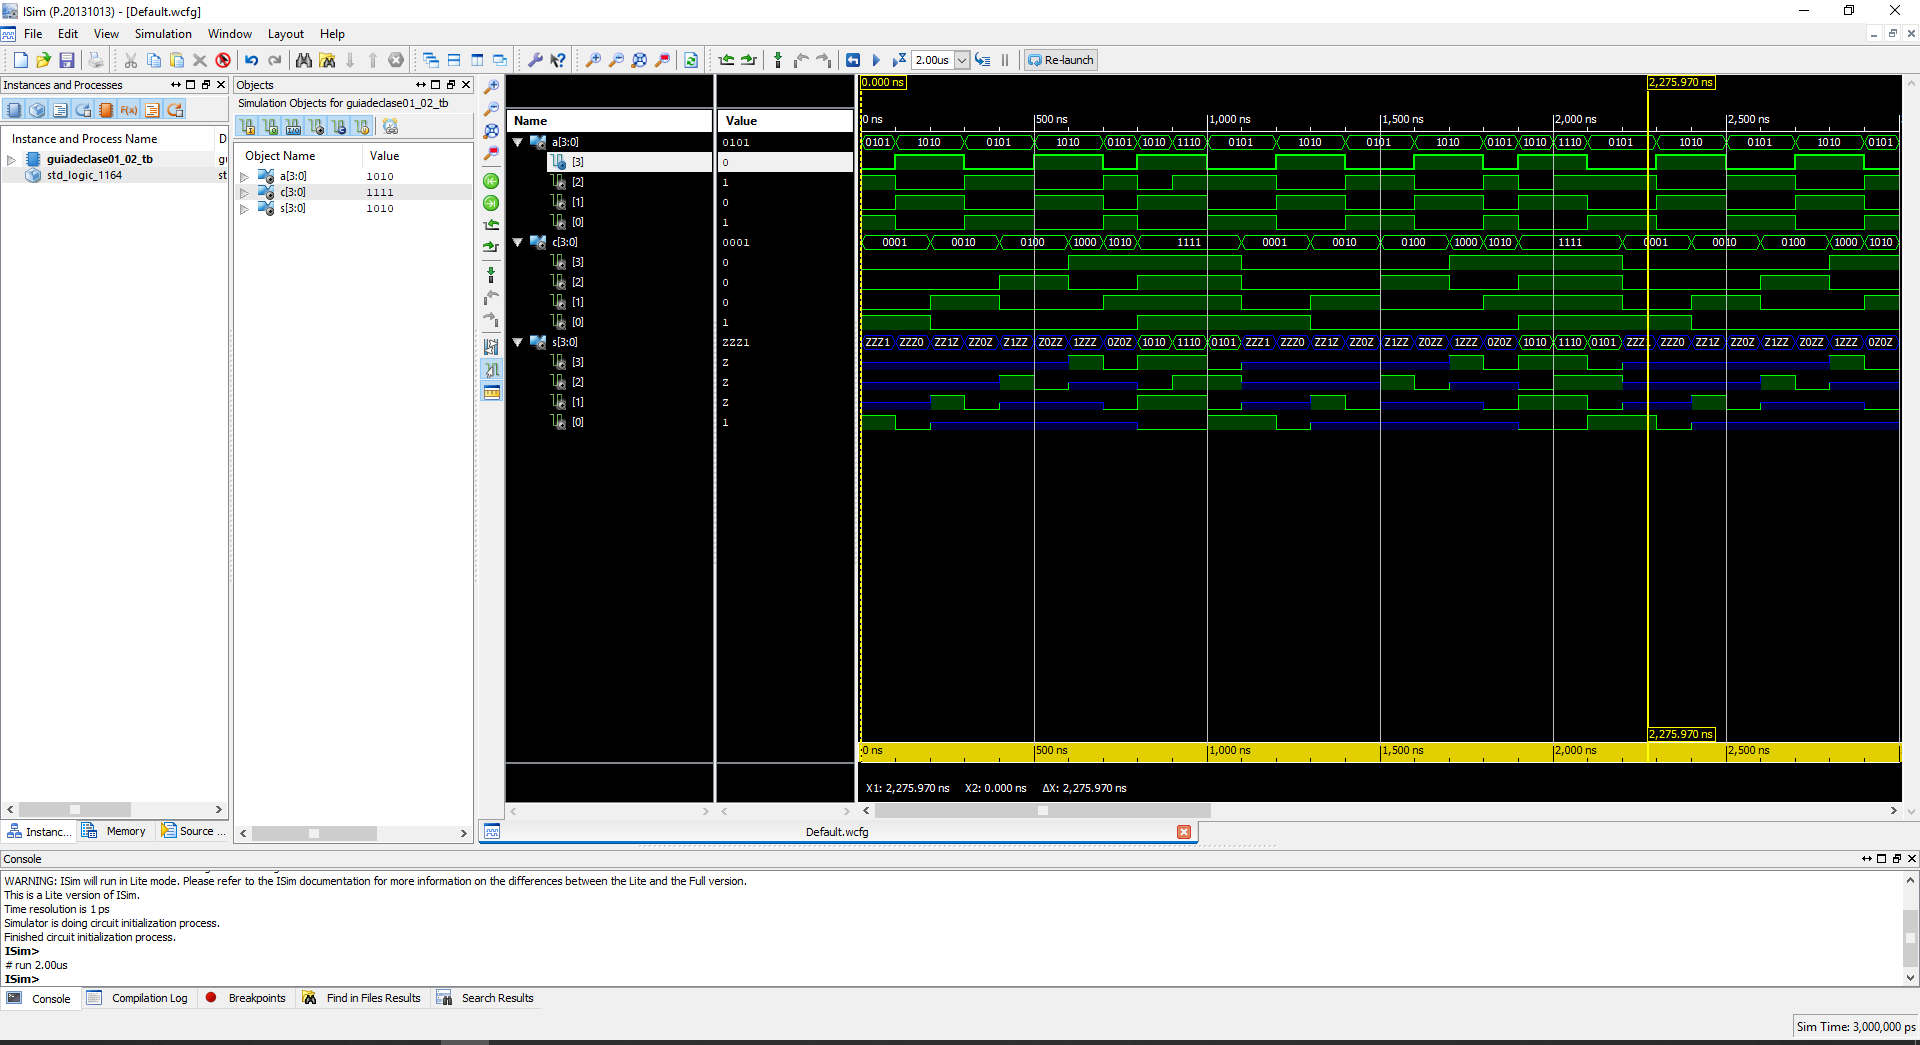 ISim (P.20131013) - [Default.wcfg]
File Edit View Simulation Window Layout Help
2.00us Re-launch
Instances and Processes
Instance and Process Name D
guiadeclase01_02_tb gu
std_logic_1164 st
Instanc... Memory Source ...
Objects
Simulation Objects for guiadeclase01_02_tb
Object Name Value
a[3:0] 1010
c[3:0] 1111
s[3:0] 1010
Name Value
a[3:0] 0101
[3] 0
[2] 1
[1] 0
[0] 1
c[3:0] 0001
[3] 0
[2] 0
[1] 0
[0] 1
s[3:0] ZZZ1
[3] Z
[2] Z
[1] Z
[0] 1
0.000 ns 2,275.970 ns
0 ns 500 ns 1,000 ns 1,500 ns 2,000 ns 2,500 ns
0101 1010 0101 1010 0101 1010 1110 0101 1010 0101 1010 0101 1010 1110 0101 1010 0101 1010 0101
0001 0010 0100 1000 1010 1111 0001 0010 0100 1000 1010 1111 0001 0010 0100 1000 1010
ZZZ1 ZZZ0 ZZ1Z ZZ0Z Z1ZZ Z0ZZ 1ZZZ 0Z0Z 1010 1110 0101 ZZZ1 ZZZ0 ZZ1Z ZZ0Z Z1ZZ Z0ZZ 1ZZZ 0Z0Z 1010 1110 0101 ZZZ1 ZZZ0 ZZ1Z ZZ0Z Z1ZZ Z0ZZ 1ZZZ 0Z0Z
2,275.970 ns
0 ns 500 ns 1,000 ns 1,500 ns 2,000 ns 2,500 ns
X1: 2,275.970 ns X2: 0.000 ns ΔX: 2,275.970 ns
Default.wcfg
Console
WARNING: ISim will run in Lite mode. Please refer to the ISim documentation for more information on the differences between the Lite and the Full version.
This is a Lite version of ISim.
Time resolution is 1 ps
Simulator is doing circuit initialization process.
Finished circuit initialization process.
ISim>
# run 2.00us
ISim>
Console Compilation Log Breakpoints Find in Files Results Search Results
Sim Time: 3,000,000 ps